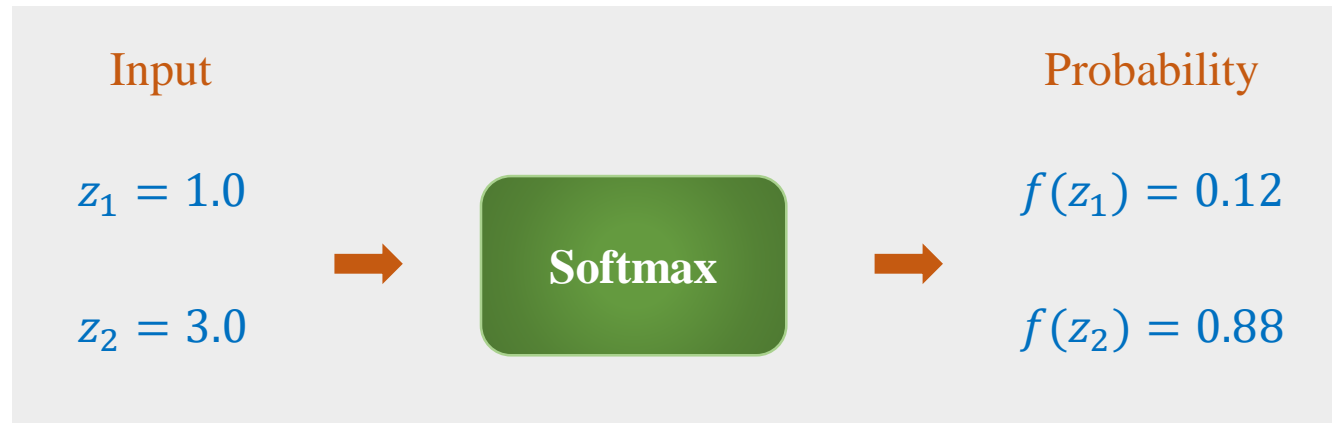 Input
Probability
z₁ = 1.0
f(z₁) = 0.12
Softmax
z₂ = 3.0
f(z₂) = 0.88